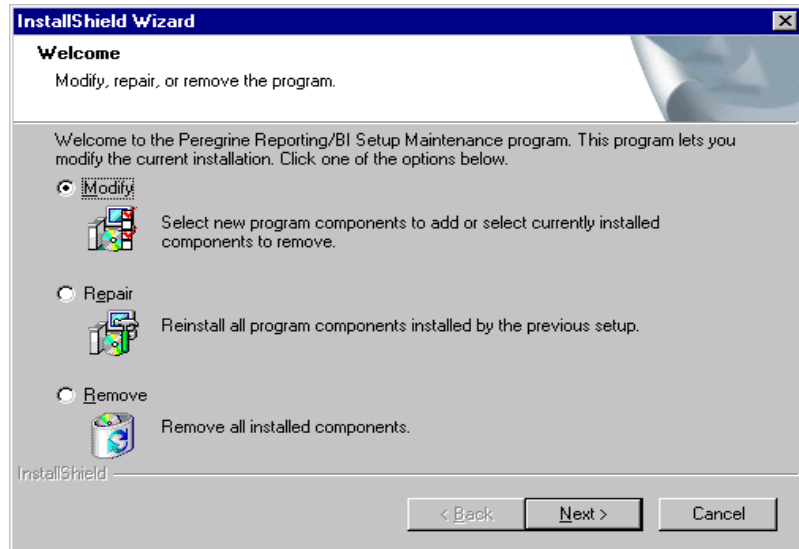 InstallShield Wizard
Welcome
Modify, repair, or remove the program.
Welcome to the Peregrine Reporting/BI Setup Maintenance program. This program lets you
modify the current installation. Click one of the options below.
Modify
Select new program components to add or select currently installed
components to remove.
Repair
Reinstall all program components installed by the previous setup.
Remove
Remove all installed components.
InstallShield
< Back Next > Cancel